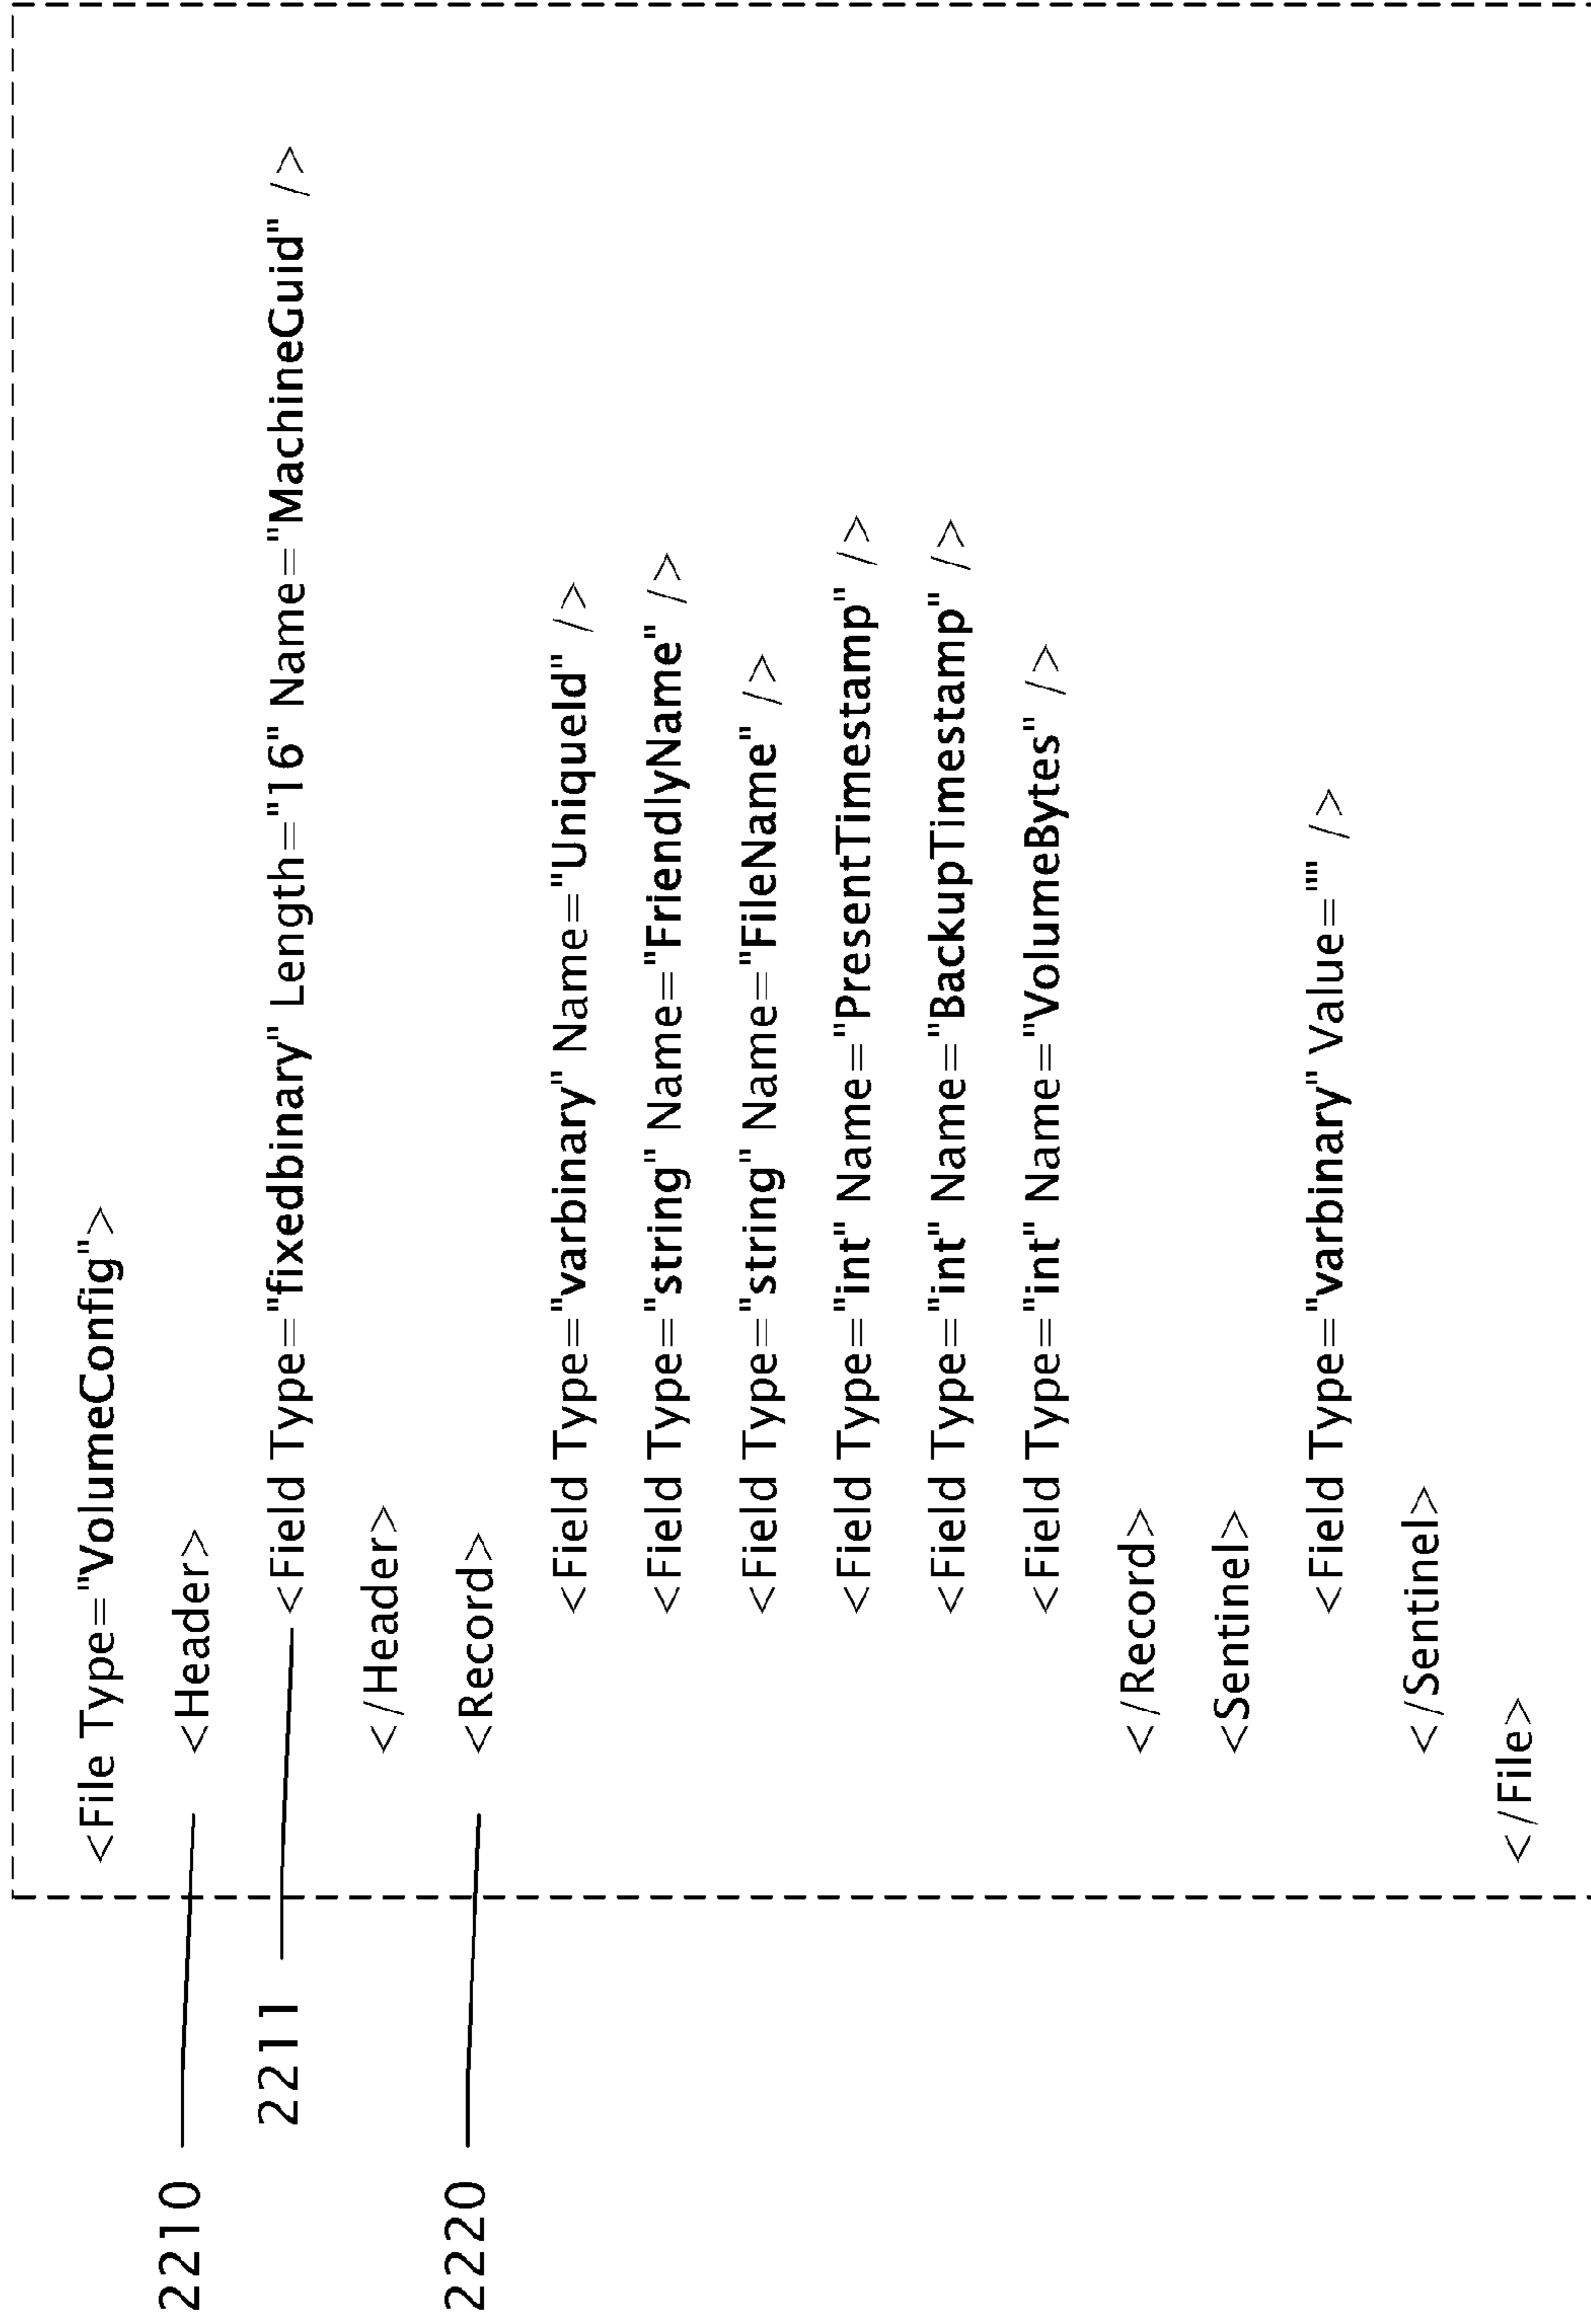 <File Type="VolumeConfig">
2210 <Header>
2211 <Field Type="fixedbinary" Length="16" Name="MachineGuid" />
</Header>
2220 <Record>
<Field Type="varbinary" Name="UniqueId" />
<Field Type="string" Name="FriendlyName" />
<Field Type="string" Name="FileName" />
<Field Type="int" Name="PresentTimestamp" />
<Field Type="int" Name="BackupTimestamp" />
<Field Type="int" Name="VolumeBytes" />
</Record>
<Sentinel>
<Field Type="varbinary" Value="" />
</Sentinel>
</File>